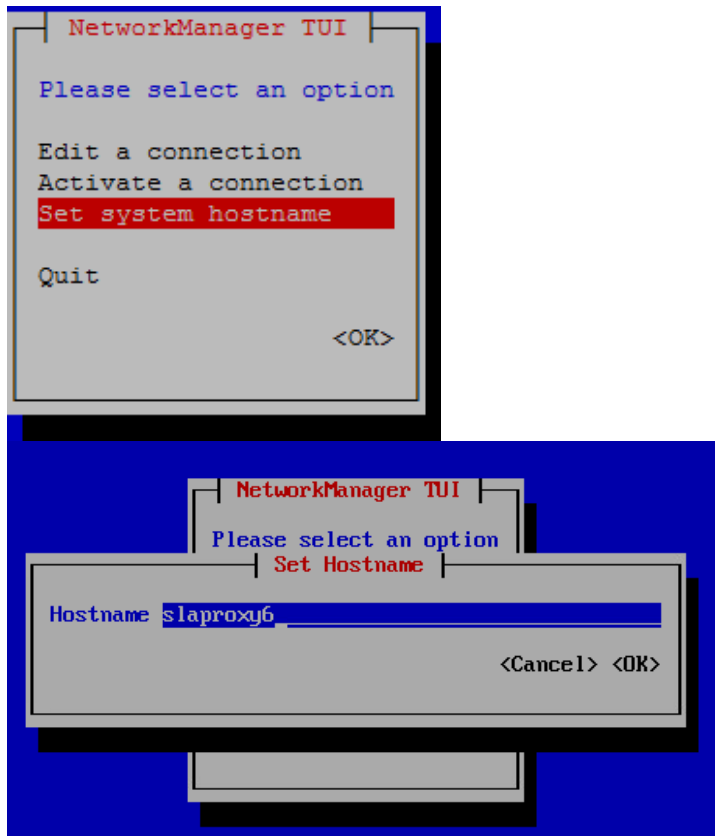 NetworkManager TUI
Please select an option
Edit a connection
Activate a connection
Set system hostname
Quit
<OK>
NetworkManager TUI
Please select an option
Set Hostname
Hostname slaproxy6
<Cancel> <OK>